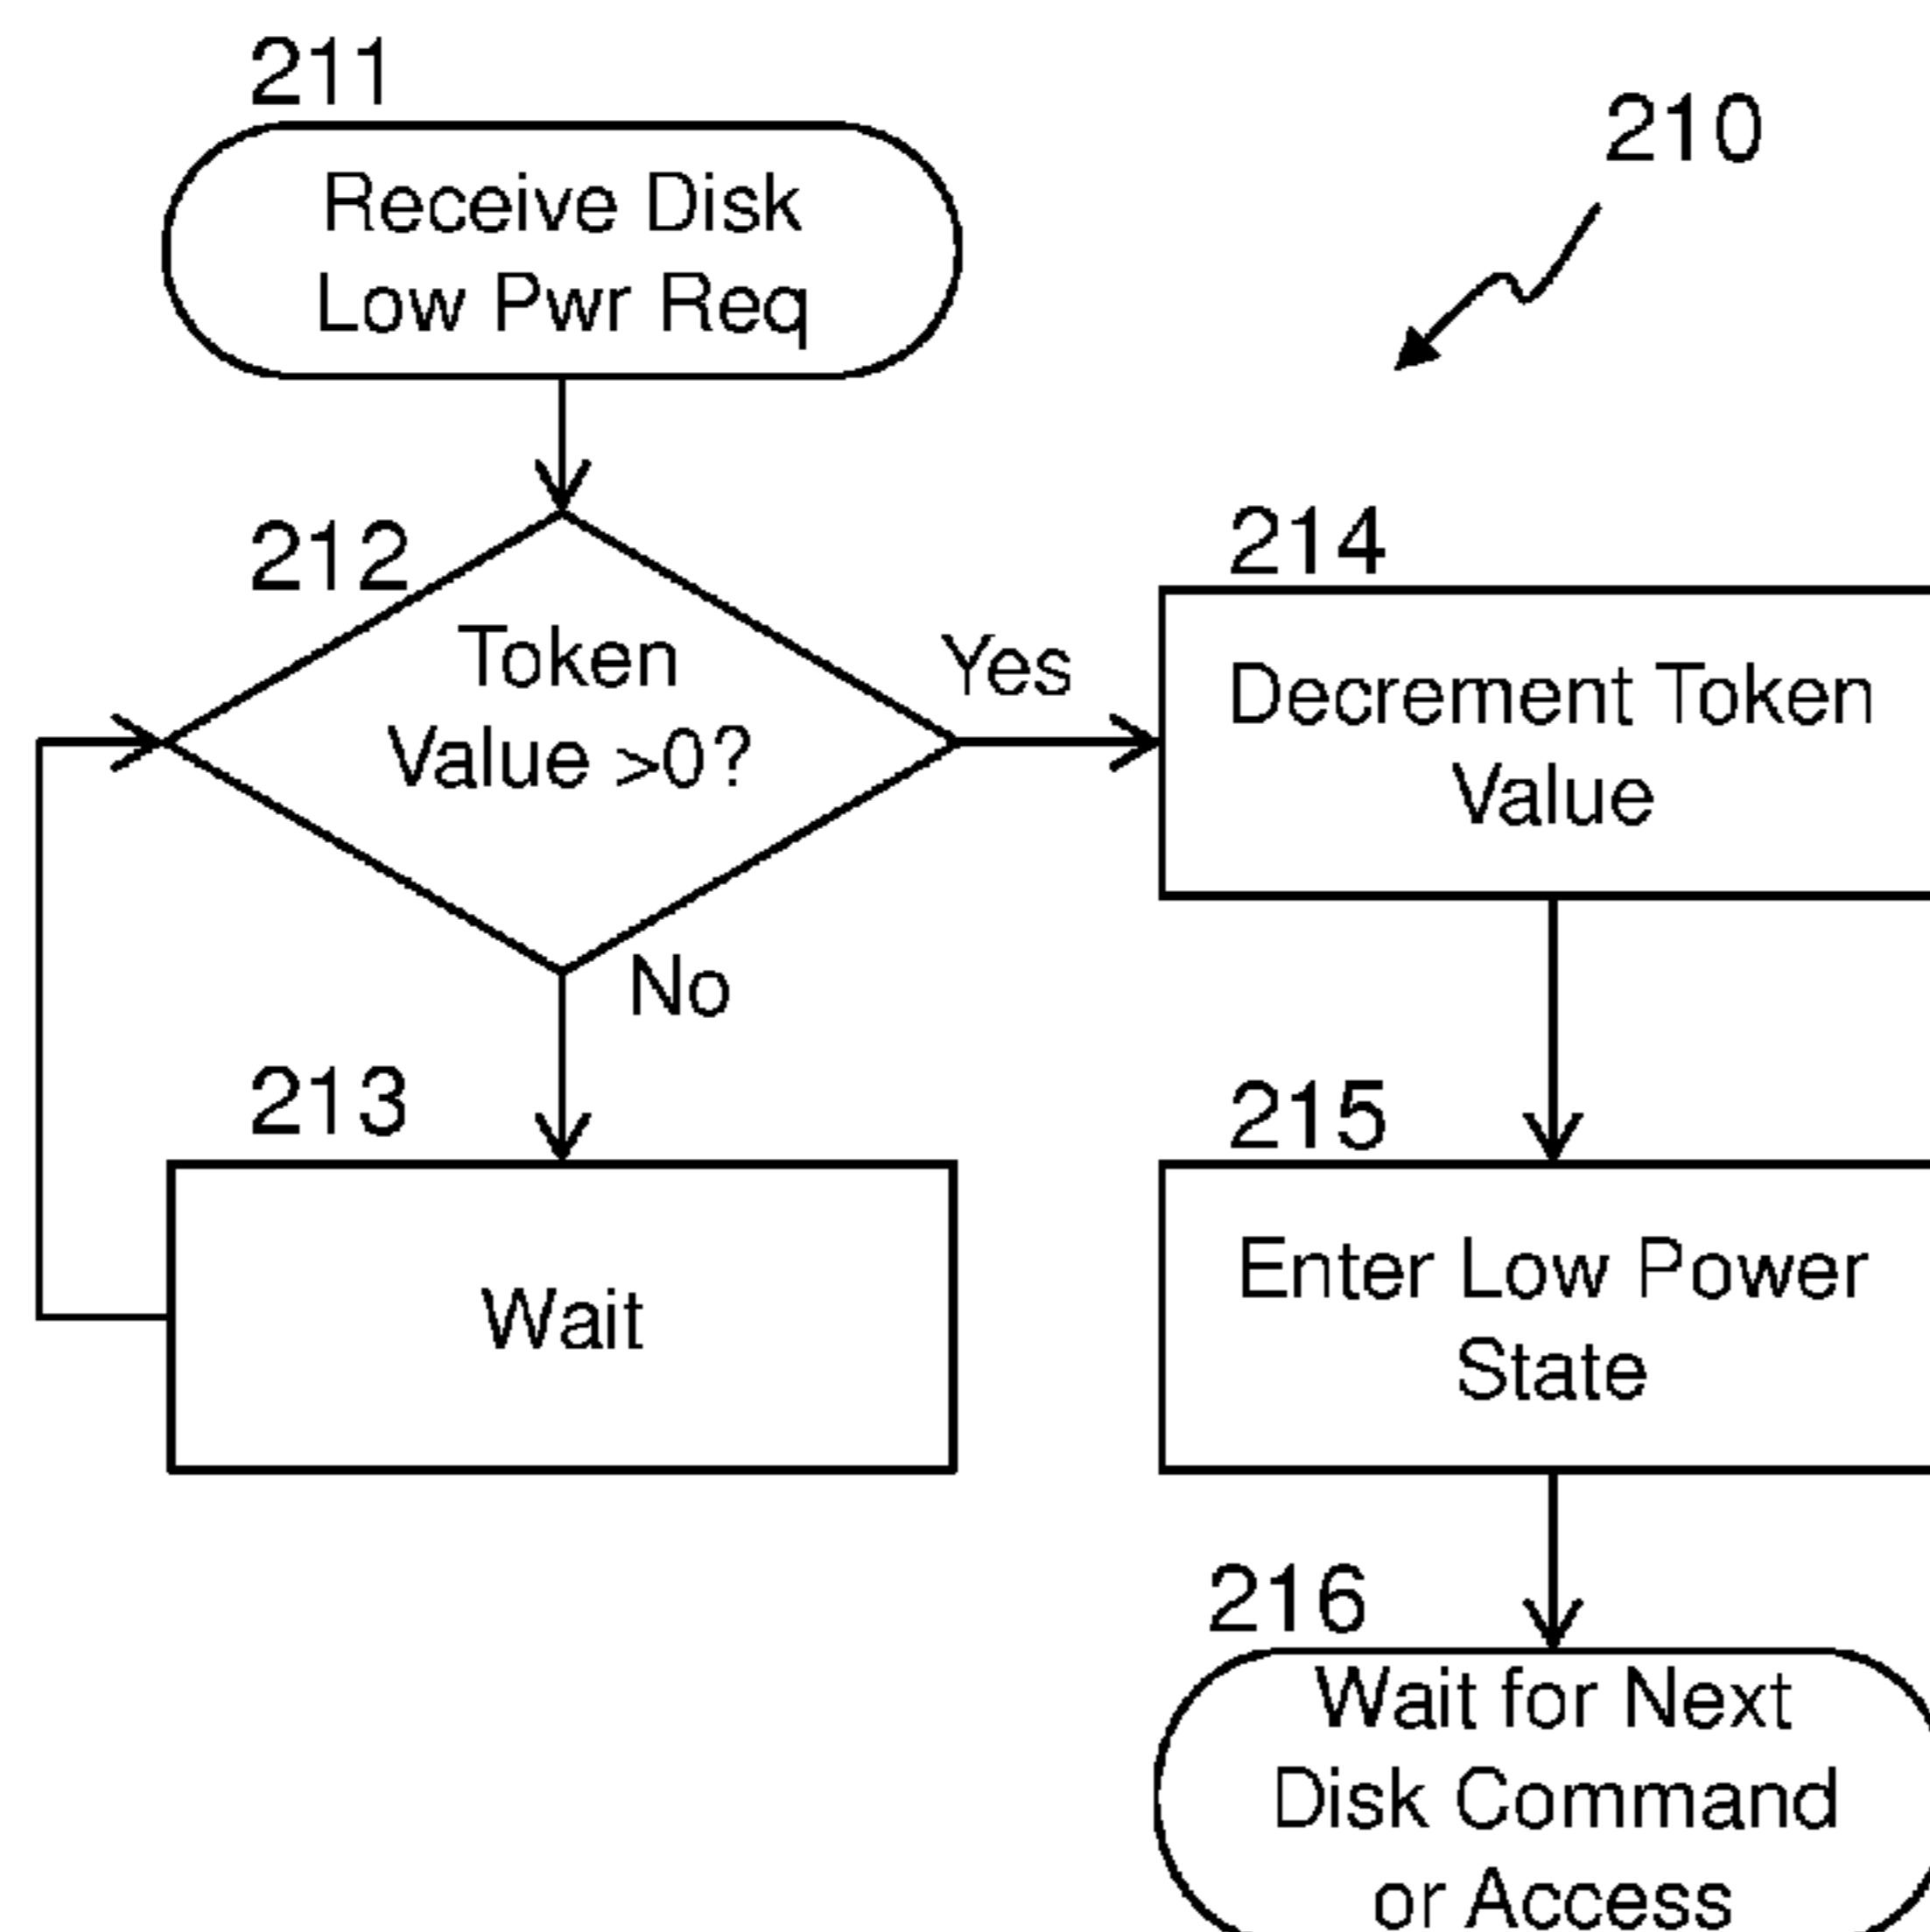 211
Receive Disk
Low Pwr Req
210
212
Token
Value >0?
Yes
No
213
Wait
214
Decrement Token
Value
215
Enter Low Power
State
216
Wait for Next
Disk Command
or Access